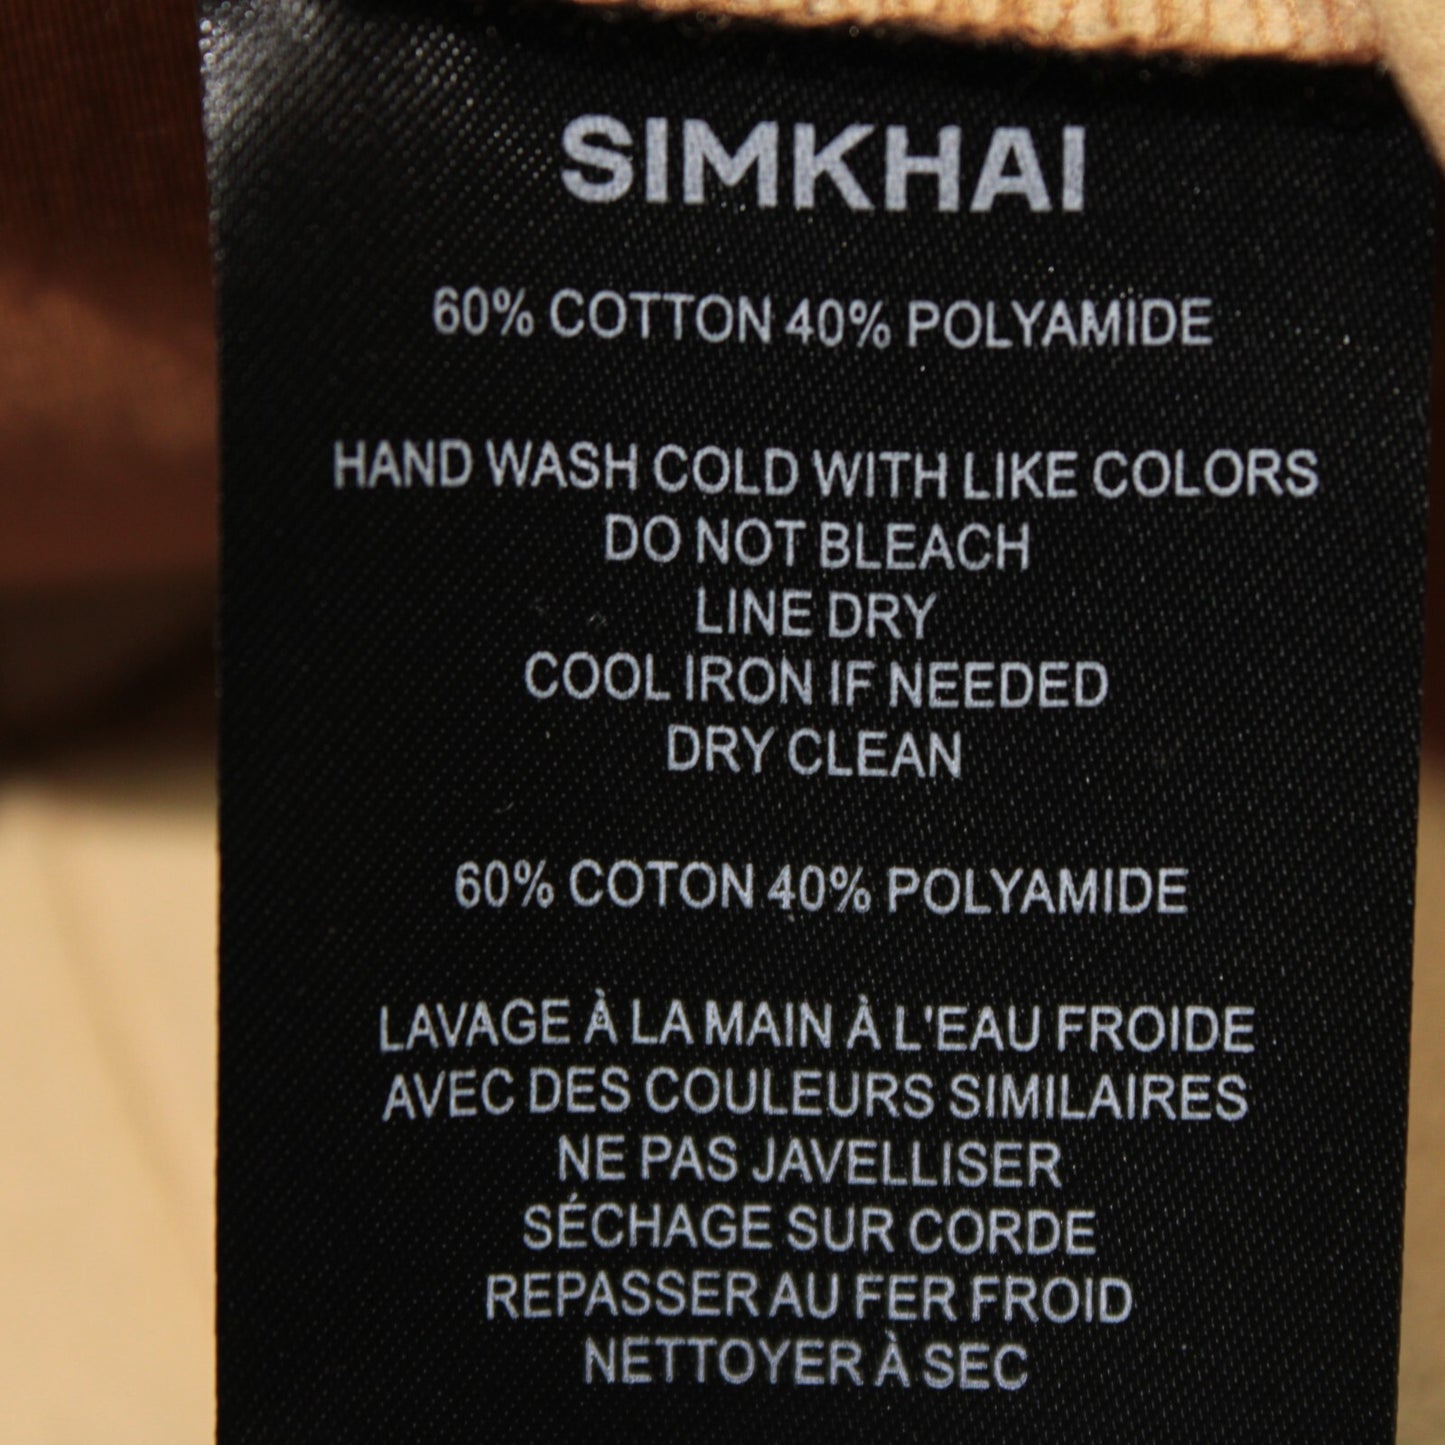 SIMKHAI
60% COTTON 40% POLYAMIDE
HAND WASH COLD WITH LIKE COLORS
DO NOT BLEACH
LINE DRY
COOL IRON IF NEEDED
DRY CLEAN
60% COTON 40% POLYAMIDE
LAVAGE À LA MAIN À L'EAU FROIDE
AVEC DES COULEURS SIMILAIRES
NE PAS JAVELLISER
SÉCHAGE SUR CORDE
REPASSER AU FER FROID
NETTOYER À SEC